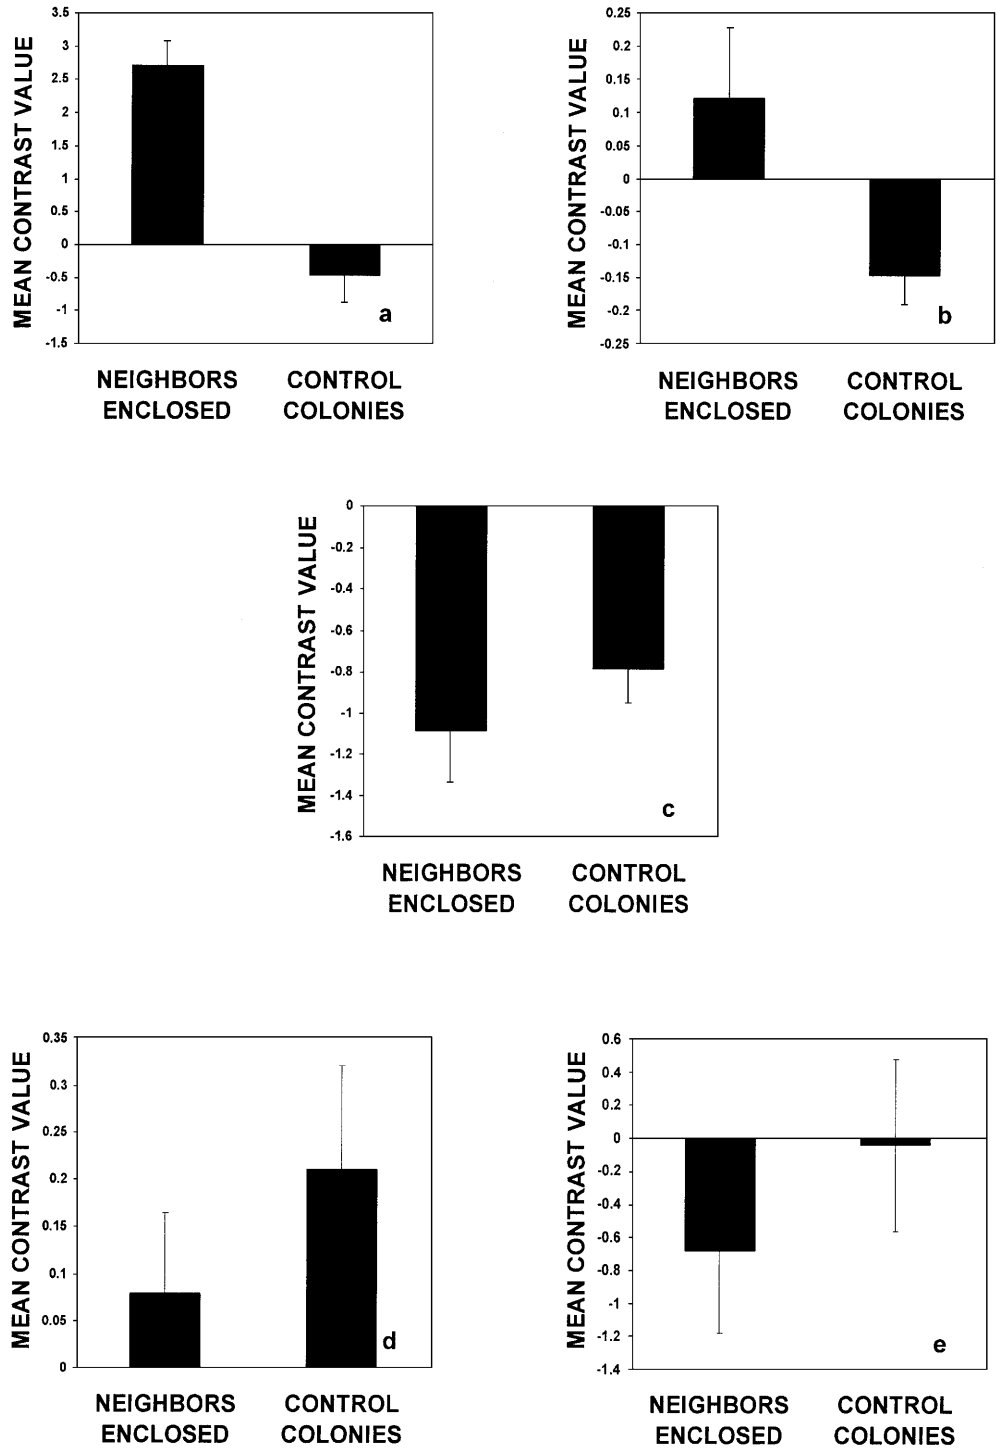 MEAN CONTRAST VALUE
3.5
3
2.5
2
1.5
1
0.5
0
-0.5
-1
-1.5
a
NEIGHBORS CONTROL
ENCLOSED COLONIES
MEAN CONTRAST VALUE
0.25
0.2
0.15
0.1
0.05
0
-0.05
-0.1
-0.15
-0.2
-0.25
b
NEIGHBORS CONTROL
ENCLOSED COLONIES
MEAN CONTRAST VALUE
0
-0.2
-0.4
-0.6
-0.8
-1
-1.2
-1.4
-1.6
c
NEIGHBORS CONTROL
ENCLOSED COLONIES
MEAN CONTRAST VALUE
0.35
0.3
0.25
0.2
0.15
0.1
0.05
0
d
NEIGHBORS CONTROL
ENCLOSED COLONIES
MEAN CONTRAST VALUE
0.6
0.4
0.2
0
-0.2
-0.4
-0.6
-0.8
-1
-1.2
-1.4
e
NEIGHBORS CONTROL
ENCLOSED COLONIES